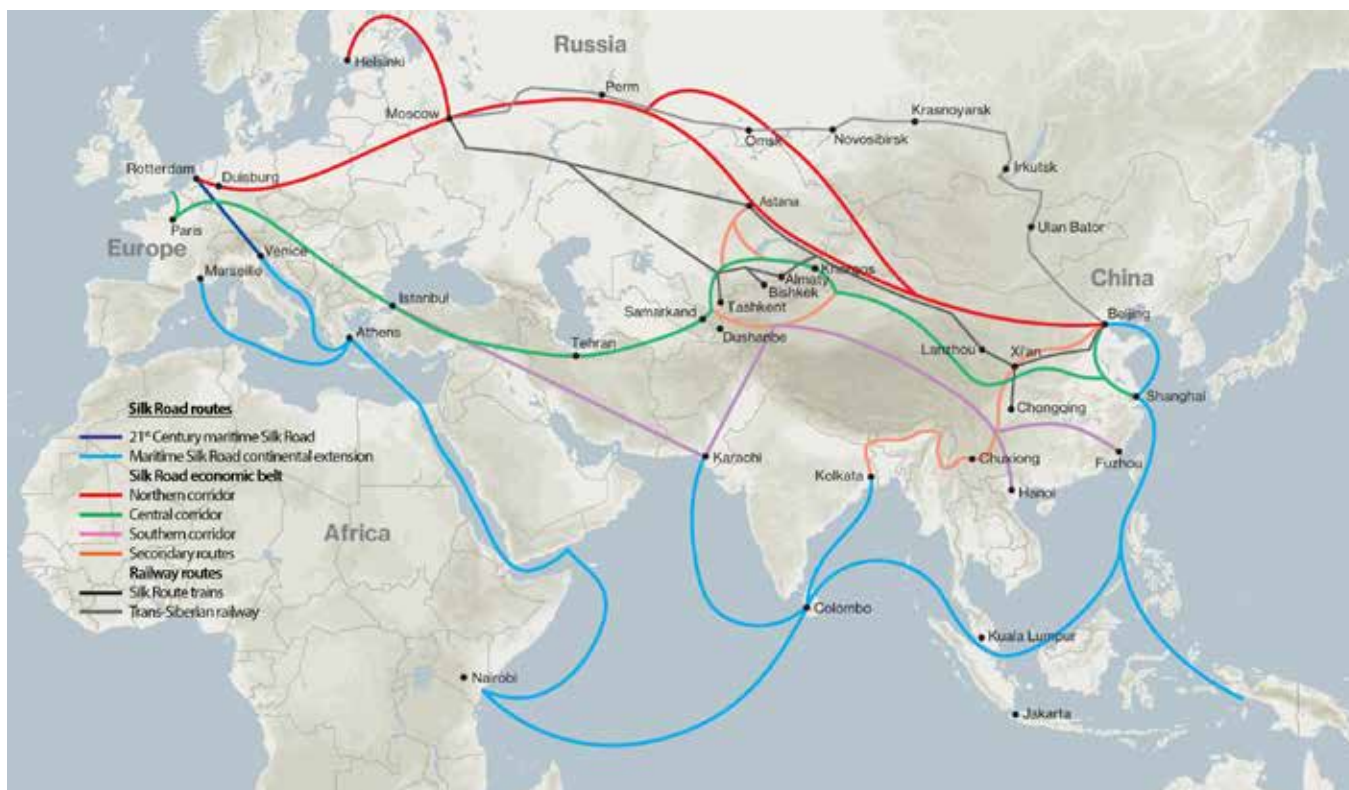 Russia
Helsinki
Perm
Moscow
Krasnoyarsk
Omsk
Novosibirsk
Rotterdam
Duisburg
Irkutsk
Astana
Paris
Ulan Bator
Europe
Venice
China
Marseille
Khorgos
Almaty
Bishkek
Istanbul
Tashkent
Samarkand
Beijing
Athens
Dushanbe
Tehran
Lanzhou
Xi'an
Shanghai
Chongqing
Silk Road routes
21st Century maritime Silk Road
Maritime Silk Road continental extension
Silk Road economic belt
Northern corridor
Central corridor
Southern corridor
Secondary routes
Railway routes
Silk Route trains
Trans-Siberian railway
Karachi
Chuxiong
Fuzhou
Kolkata
Hanoi
Africa
Colombo
Kuala Lumpur
Nairobi
Jakarta